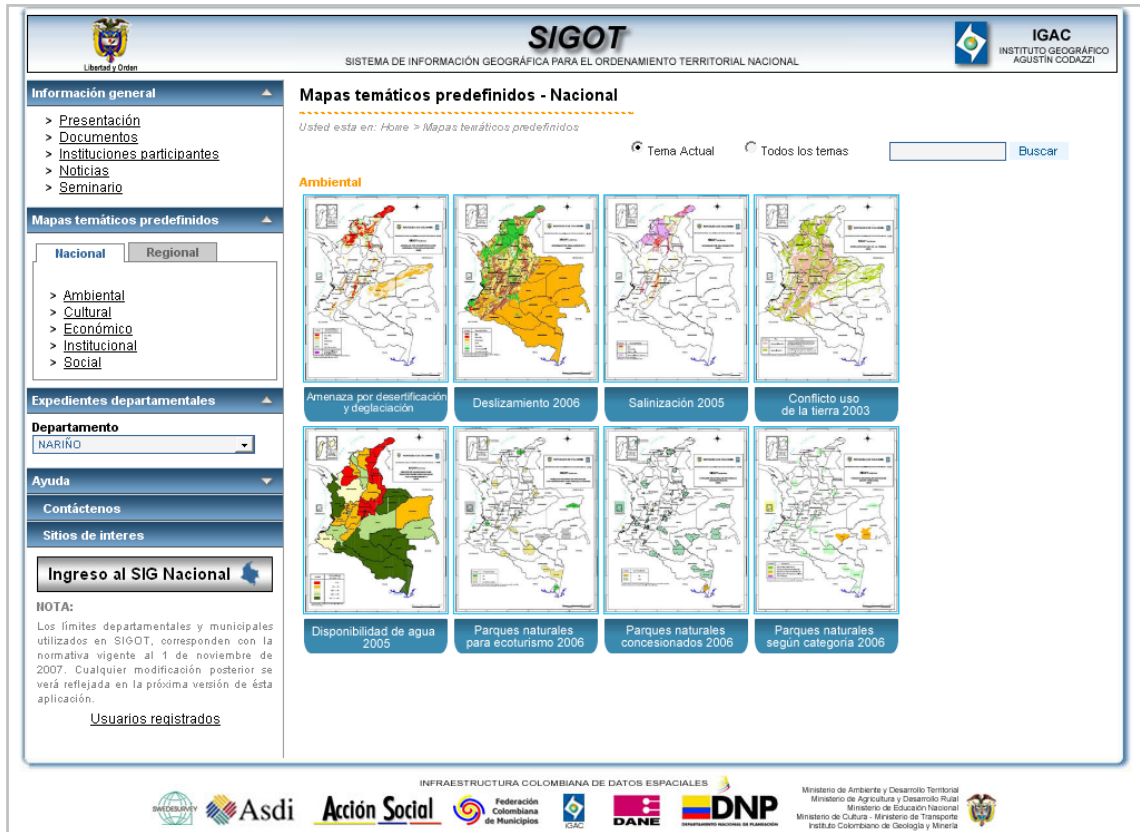 Libertad y Orden
SIGOT
SISTEMA DE INFORMACIÓN GEOGRÁFICA PARA EL ORDENAMIENTO TERRITORIAL NACIONAL
IGAC
INSTITUTO GEOGRÁFICO
AGUSTÍN CODAZZI
Información general
> Presentación
> Documentos
> Instituciones participantes
> Noticias
> Seminario
Mapas temáticos predefinidos
Nacional
Regional
> Ambiental
> Cultural
> Económico
> Institucional
> Social
Expedientes departamentales
Departamento
NARIÑO
Ayuda
Contáctenos
Sitios de interes
Ingreso al SIG Nacional
NOTA:
Los límites departamentales y municipales
utilizados en SIGOT, corresponden con la
normativa vigente al 1 de noviembre de
2007. Cualquier modificación posterior se
verá reflejada en la próxima versión de ésta
aplicación.
Usuarios registrados
Mapas temáticos predefinidos - Nacional
Usted esta en: Home > Mapas temáticos predefinidos
Tema Actual
Todos los temas
Buscar
Ambiental
Amenaza por desertificación
y deglaciación
Deslizamiento 2006
Salinización 2005
Conflicto uso
de la tierra 2003
Disponibilidad de agua
2005
Parques naturales
para ecoturismo 2006
Parques naturales
concesionados 2006
Parques naturales
según categoría 2006
INFRAESTRUCTURA COLOMBIANA DE DATOS ESPACIALES
SWEDESURVEY
Asdi
Acción Social
Federación
Colombiana
de Municipios
IGAC
DANE
DNP
DEPARTAMENTO NACIONAL DE PLANEACIÓN
Ministerio de Ambiente y Desarrollo Territorial
Ministerio de Agricultura y Desarrollo Rulal
Ministerio de Educaión Nacional
Ministerio de Cultura - Ministerio de Transporte
Instituto Colombiano de Geología y Minería